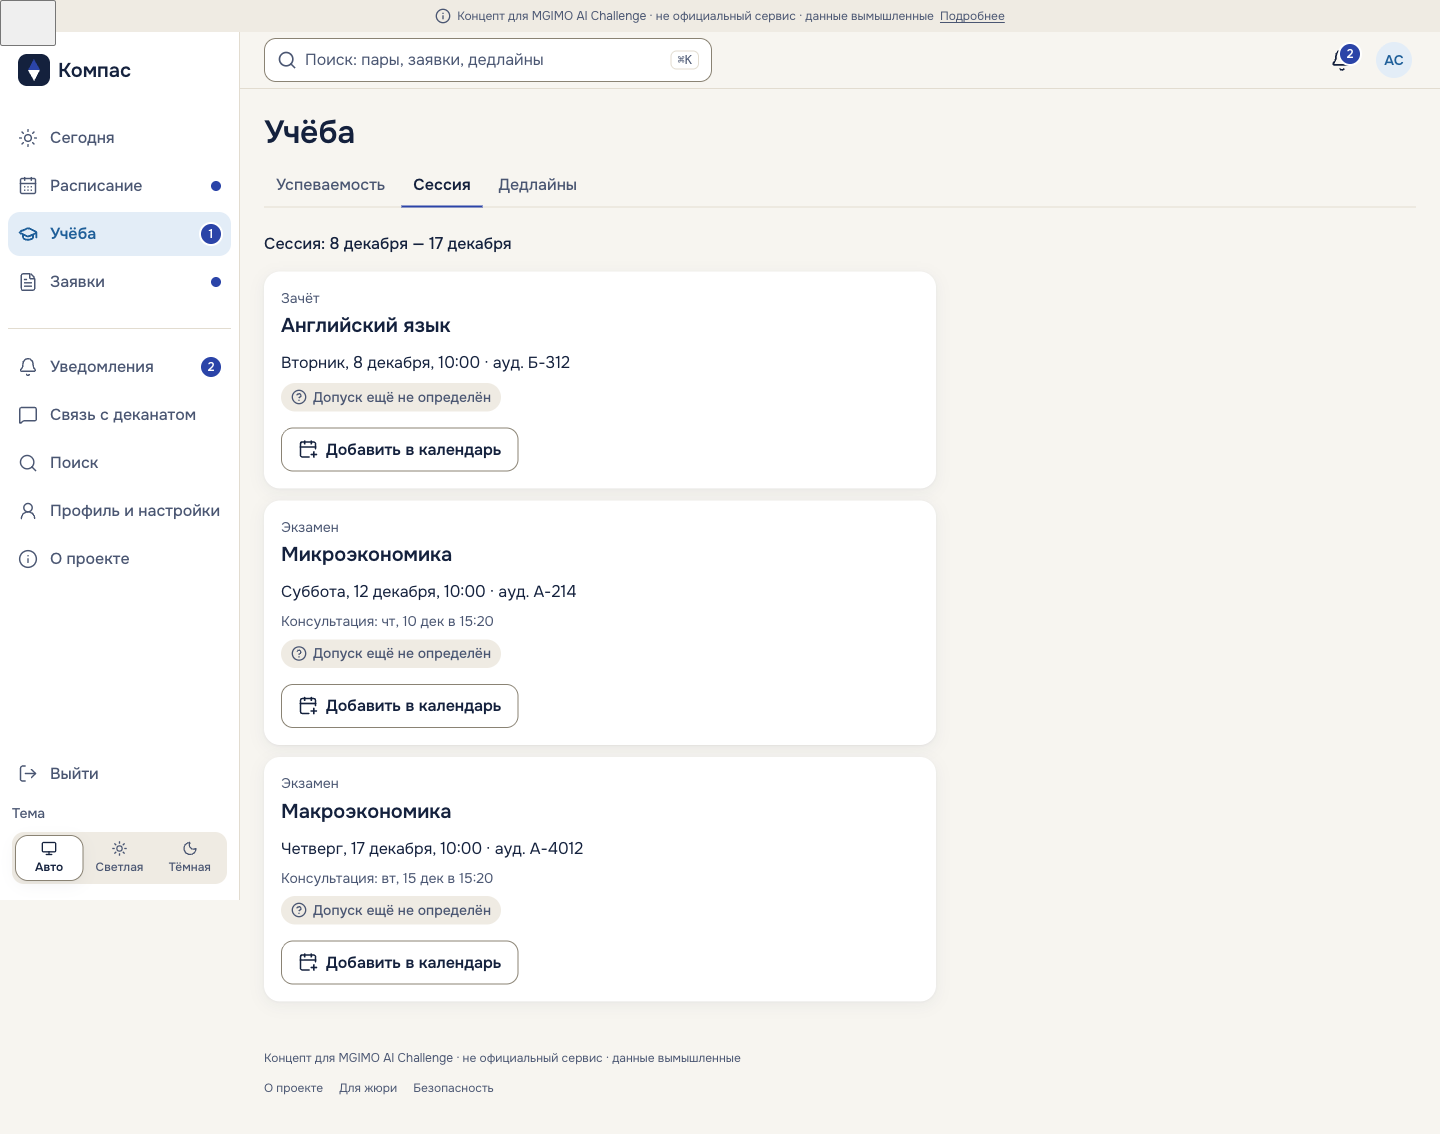 Концепт для MGIMO AI Challenge · не официальный сервис · данные вымышленные Подробнее
Компас
Поиск: пары, заявки, дедлайны
⌘K
2
АС
Сегодня
Расписание
Учёба
1
Заявки
Уведомления
2
Связь с деканатом
Поиск
Профиль и настройки
О проекте
Выйти
Тема
Авто
Светлая
Тёмная
Учёба
Успеваемость
Сессия
Дедлайны
Сессия: 8 декабря — 17 декабря
Зачёт
Английский язык
Вторник, 8 декабря, 10:00 · ауд. Б-312
Допуск ещё не определён
Добавить в календарь
Экзамен
Микроэкономика
Суббота, 12 декабря, 10:00 · ауд. А-214
Консультация: чт, 10 дек в 15:20
Допуск ещё не определён
Добавить в календарь
Экзамен
Макроэкономика
Четверг, 17 декабря, 10:00 · ауд. А-4012
Консультация: вт, 15 дек в 15:20
Допуск ещё не определён
Добавить в календарь
Концепт для MGIMO AI Challenge · не официальный сервис · данные вымышленные
О проекте
Для жюри
Безопасность